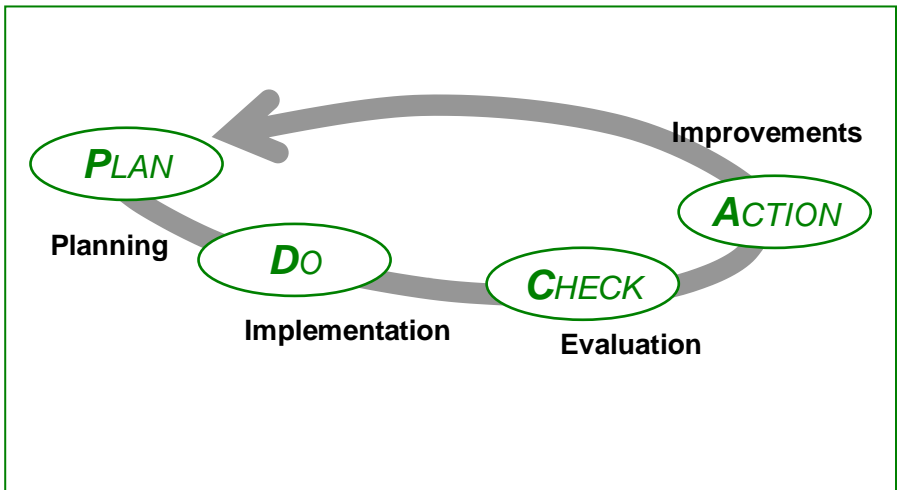 PLAN
Planning
DO
Implementation
CHECK
Evaluation
ACTION
Improvements